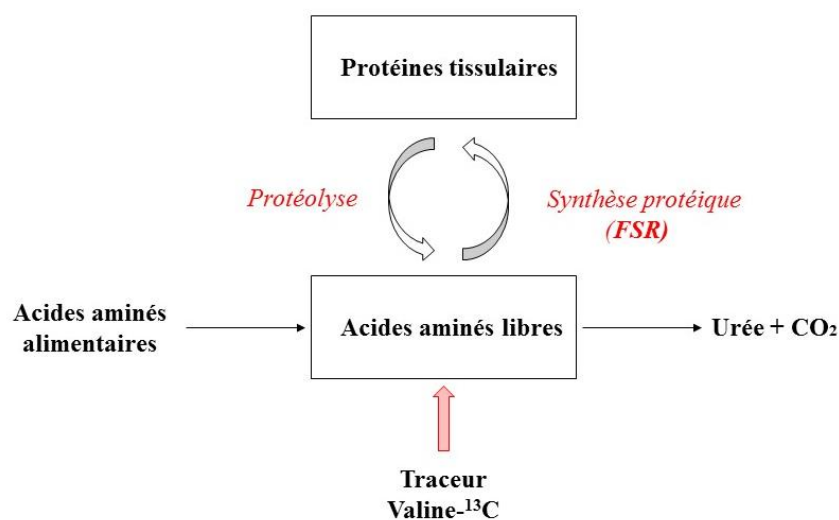 Protéines tissulaires
Protéolyse
Synthèse protéique
(FSR)
Acides aminés
alimentaires
Acides aminés libres
Urée + CO₂
Traceur
Valine-¹³C